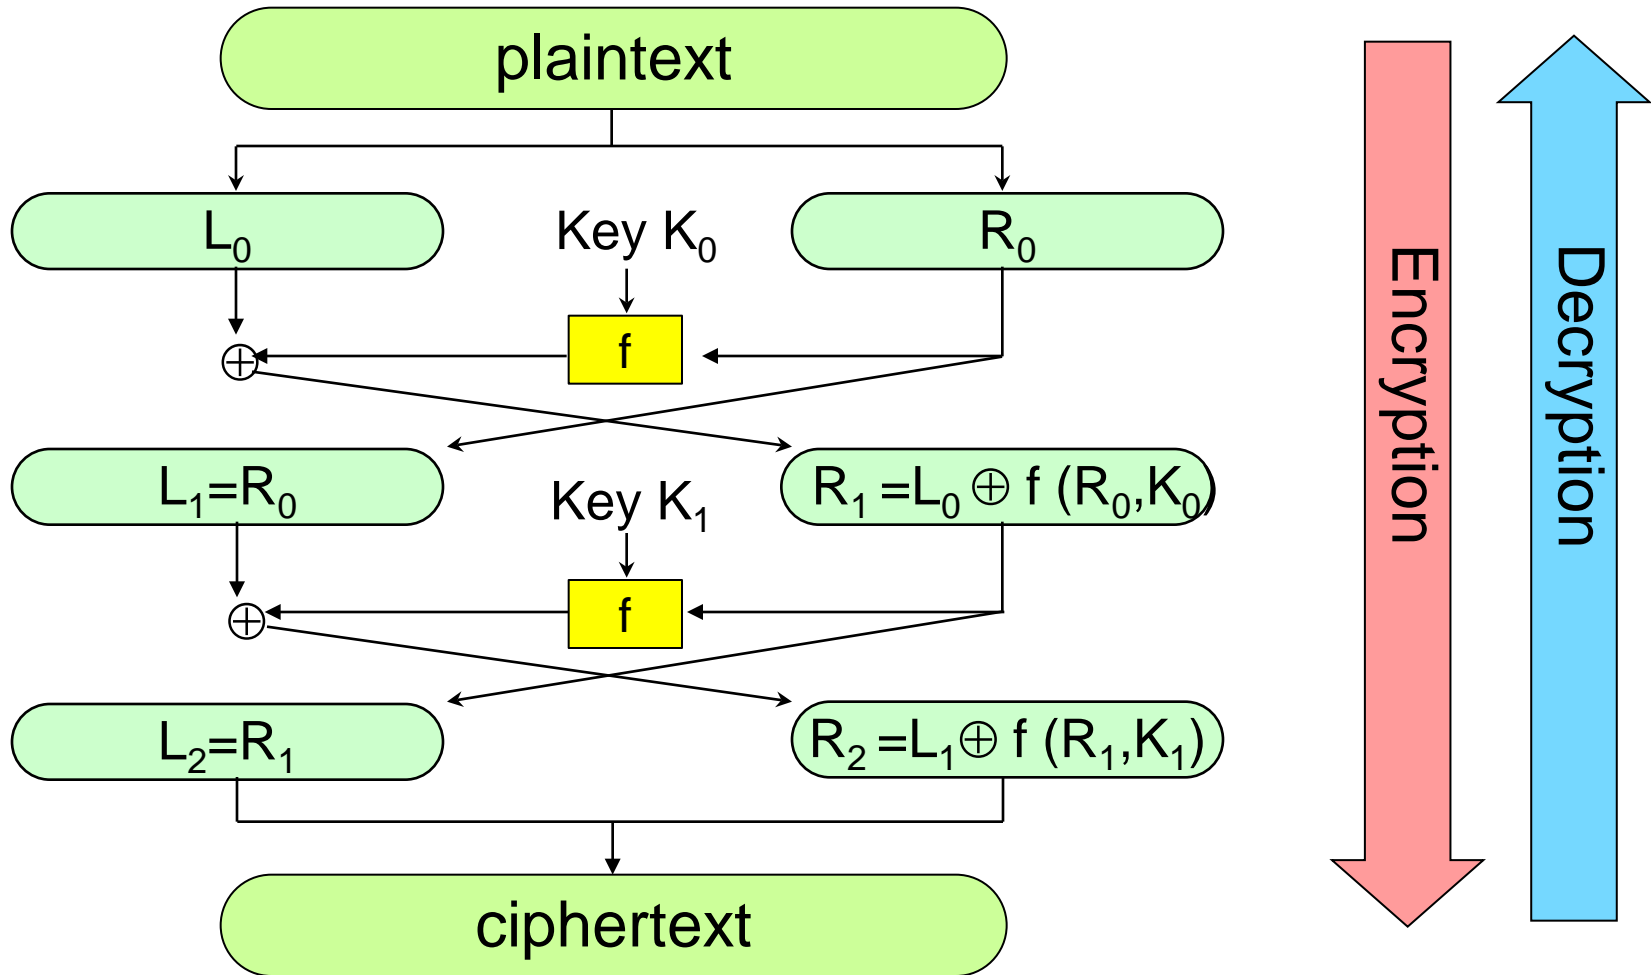 plaintext
L₀
Key K₀
R₀
f
⊕
L₁=R₀
Key K₁
R₁ =L₀ ⊕ f (R₀,K₀)
f
⊕
L₂=R₁
R₂ =L₁ ⊕ f (R₁,K₁)
ciphertext
Encryption
Decryption